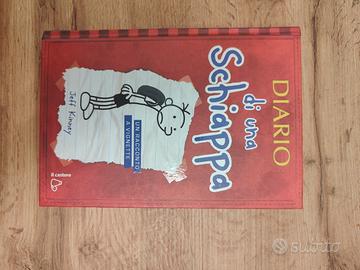 DIARIO
di una
Schiappa
UN RACCONTO
A VIGNETTE
Jeff Kinney
il castoro
SUbito